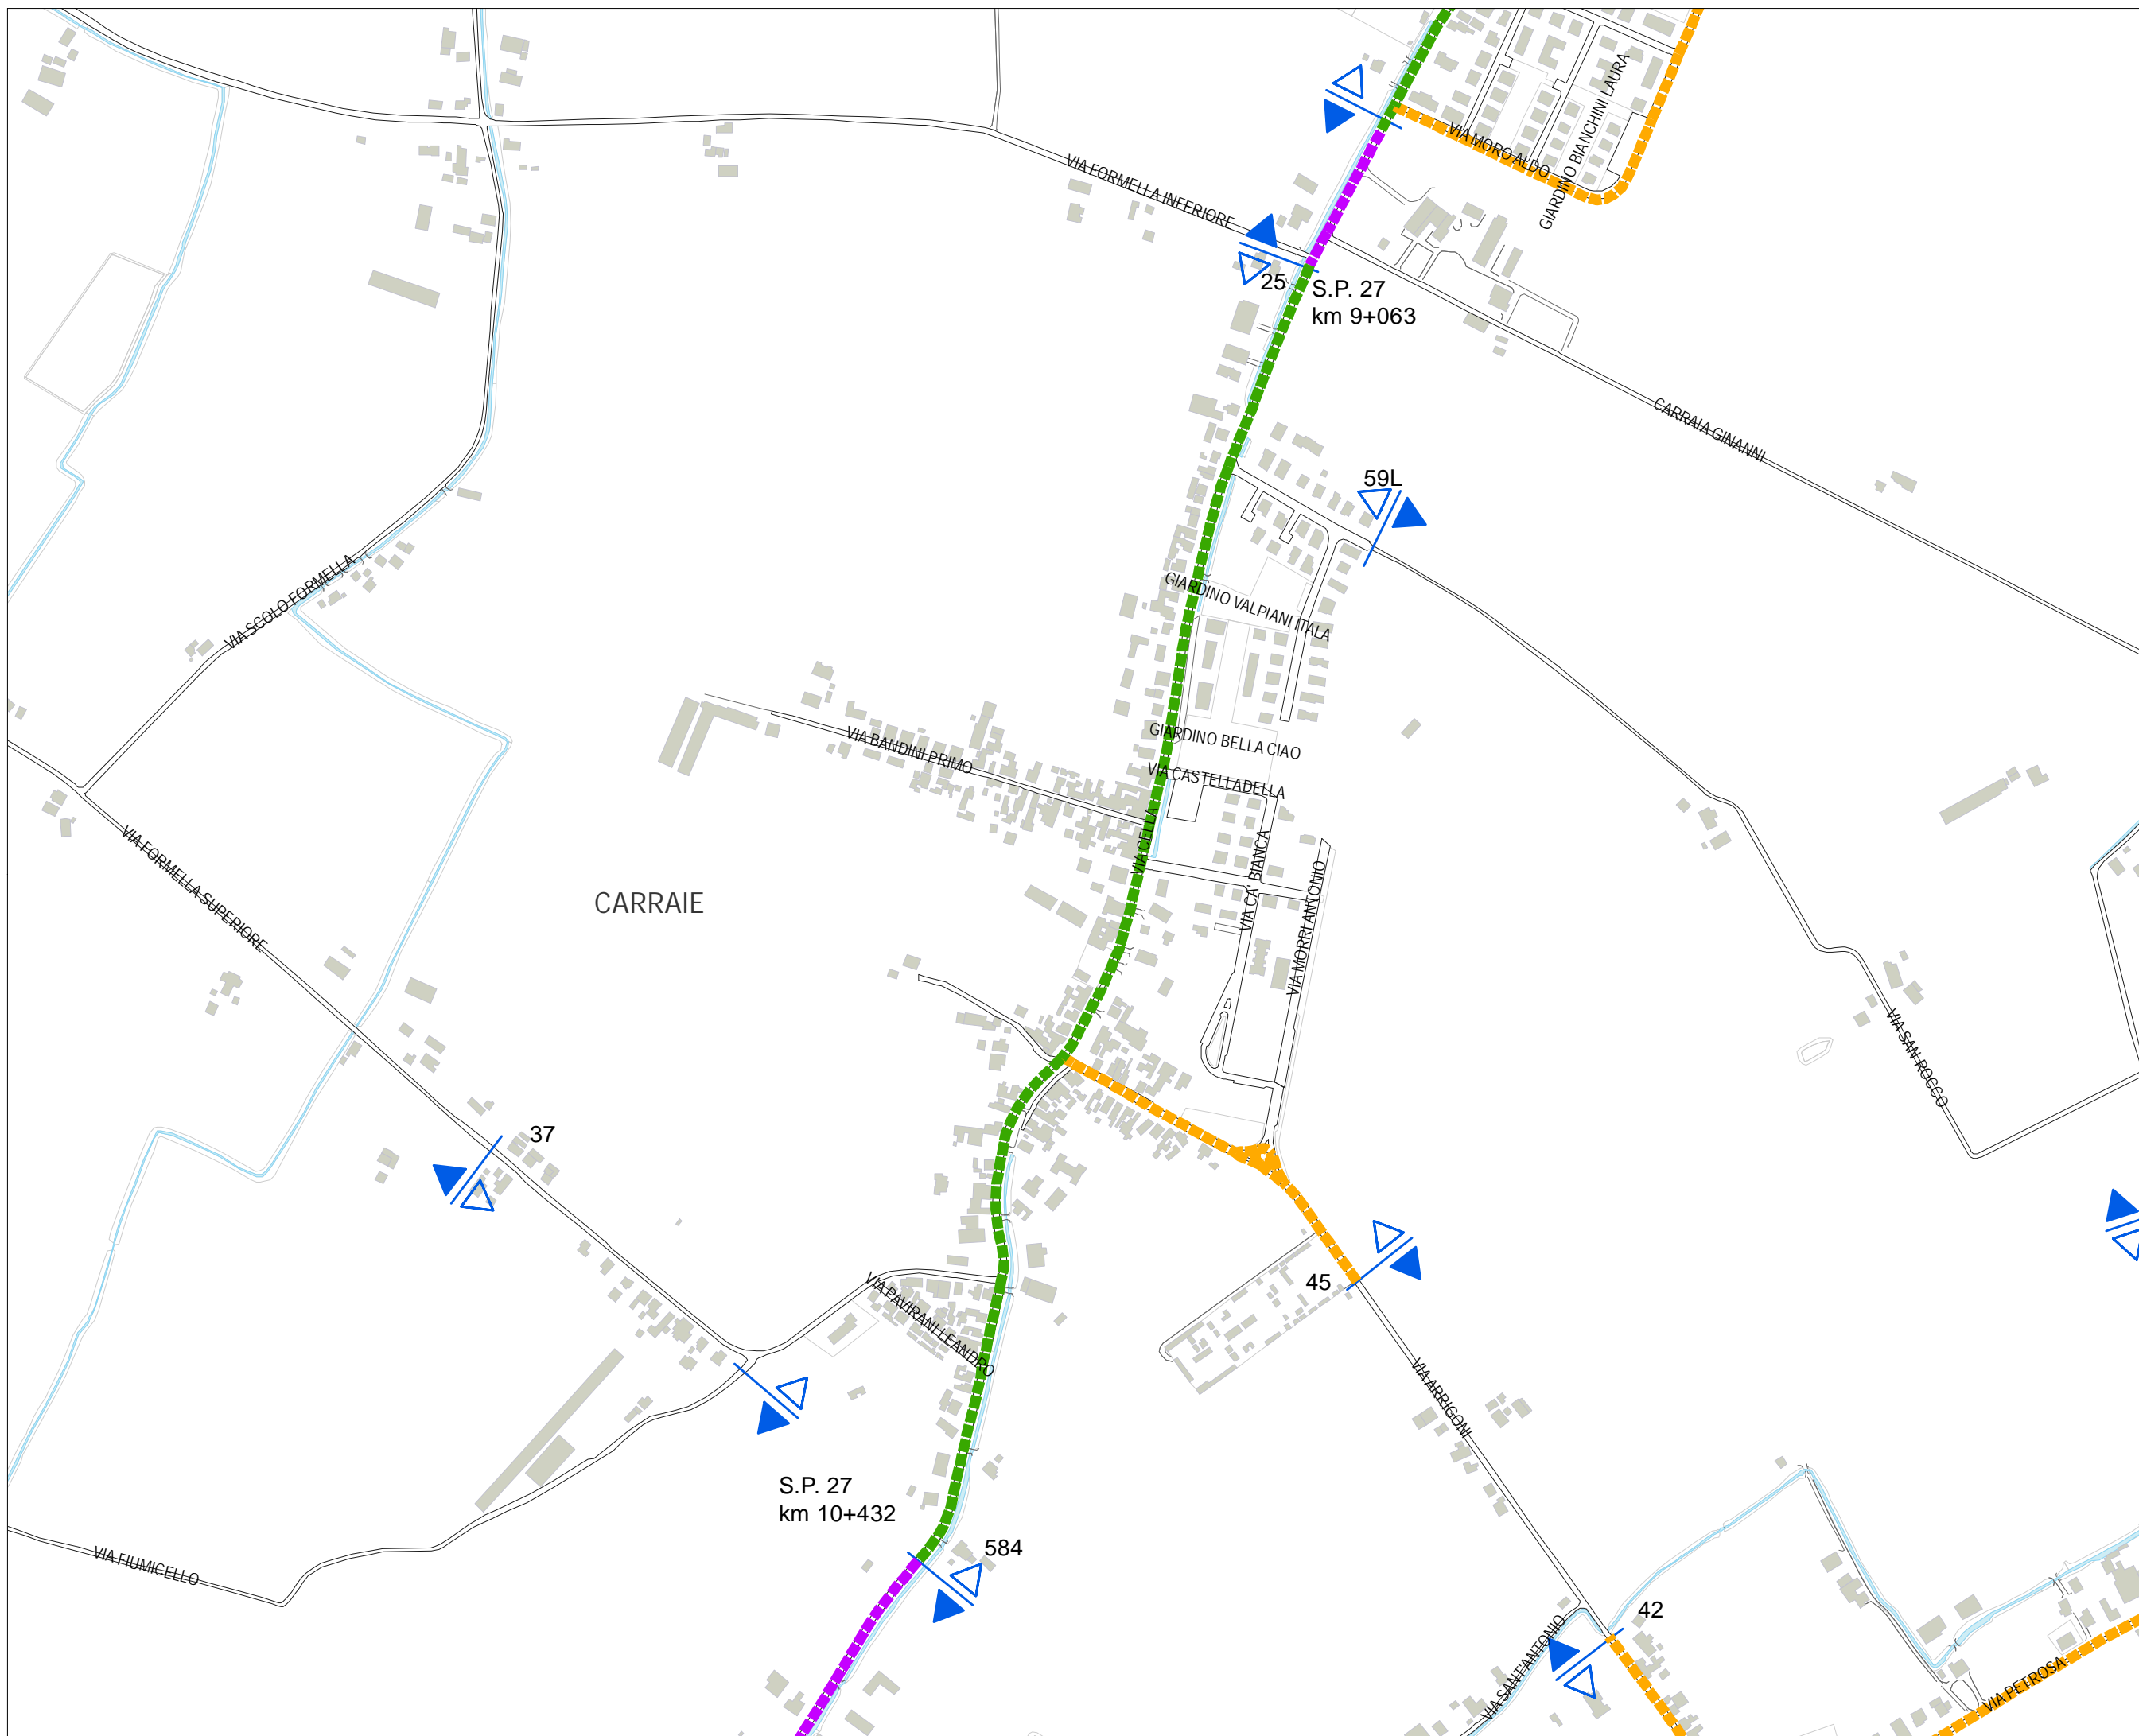 VIA MORO ALDO
GIARDINO BIANCHINI LAURA
VIA FORMELLA INFERIORE
25
S.P. 27
km 9+063
CARRAIA GINANNI
59L
VIA SCOLO FORMELLA
GIARDINO VALPIANI ITALA
VIA BANDINI PRIMO
GIARDINO BELLA CIAO
VIA CASTELLADELLA
VIA CELLA
VIA CA' BIANCA
VIA MORRI ANTONIO
VIA FORMELLA SUPERIORE
CARRAIE
VIA SAN ROCCO
37
45
VIA PAVIRANI LEANDRO
VIA ARRIGONI
S.P. 27
km 10+432
584
VIA FIUMICELLO
42
VIA SANT'ANTONIO
VIA PETROSA